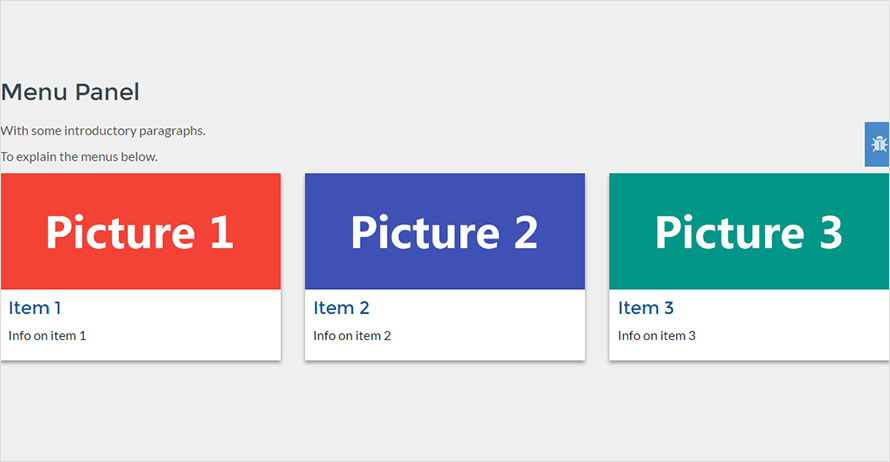 Menu Panel
With some introductory paragraphs.
To explain the menus below.
Picture 1
Picture 2
Picture 3
Item 1
Info on item 1
Item 2
Info on item 2
Item 3
Info on item 3